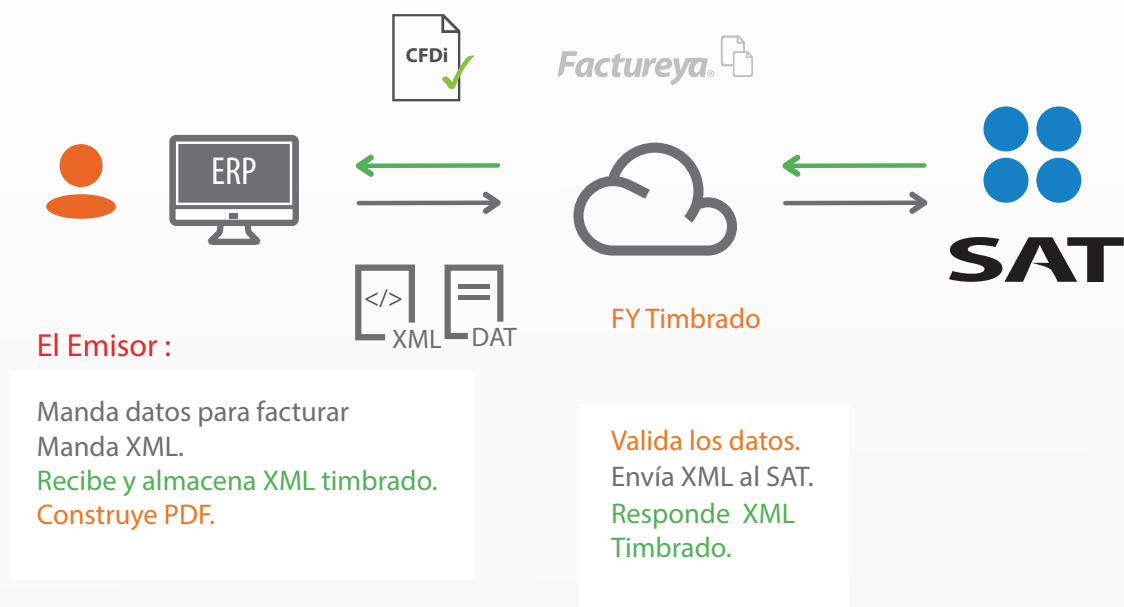 CFDi
Factureya®
ERP
</>
XML
DAT
SAT
FY Timbrado
El Emisor :
Manda datos para facturar
Manda XML.
Recibe y almacena XML timbrado.
Construye PDF.
Valida los datos.
Envía XML al SAT.
Responde XML
Timbrado.